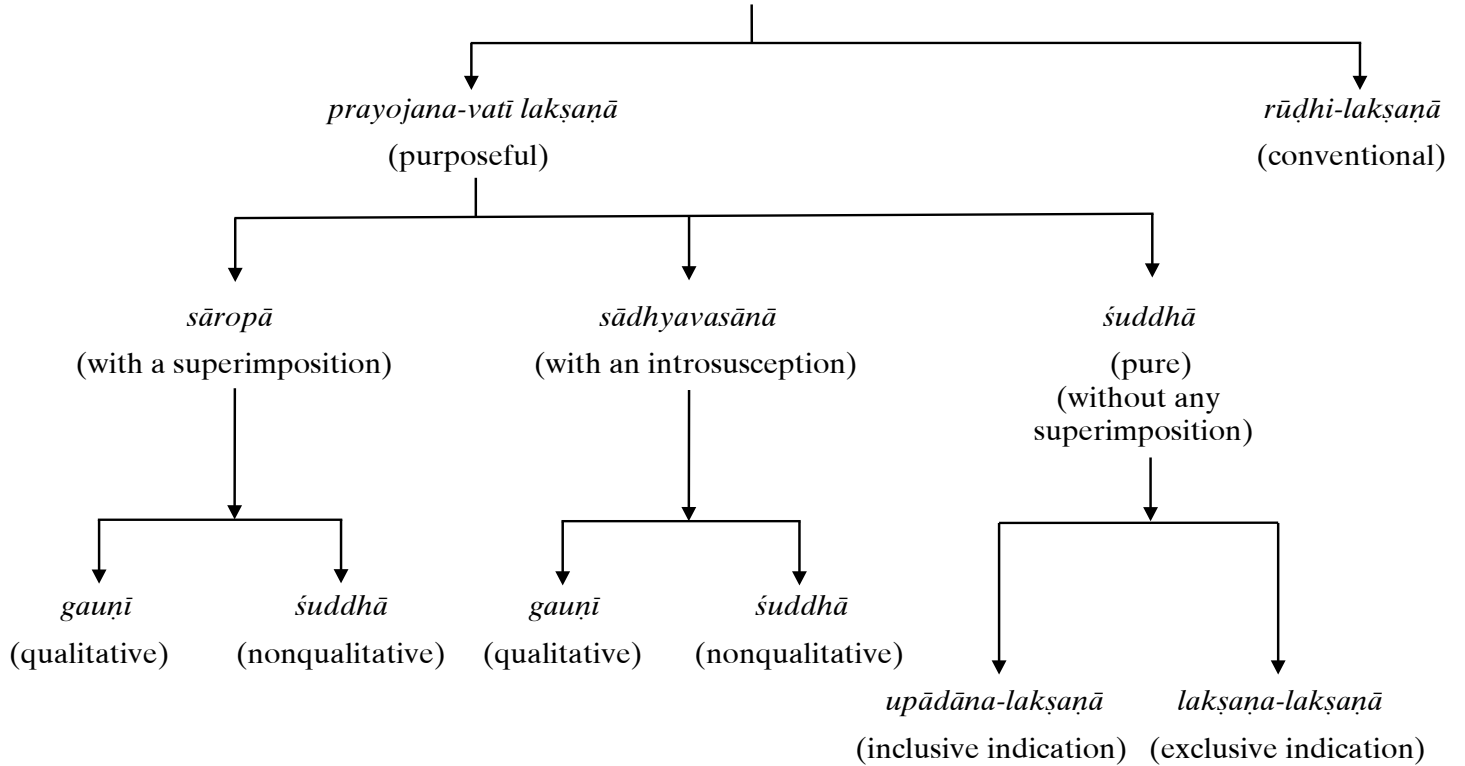 prayojana-vatī lakṣaṇā
(purposeful)
rūḍhi-lakṣaṇā
(conventional)
sāropā
(with a superimposition)
sādhyavasānā
(with an introsusception)
śuddhā
(pure)
(without any
superimposition)
gauṇī
(qualitative)
śuddhā
(nonqualitative)
gauṇī
(qualitative)
śuddhā
(nonqualitative)
upādāna-lakṣaṇā
(inclusive indication)
lakṣaṇa-lakṣaṇā
(exclusive indication)